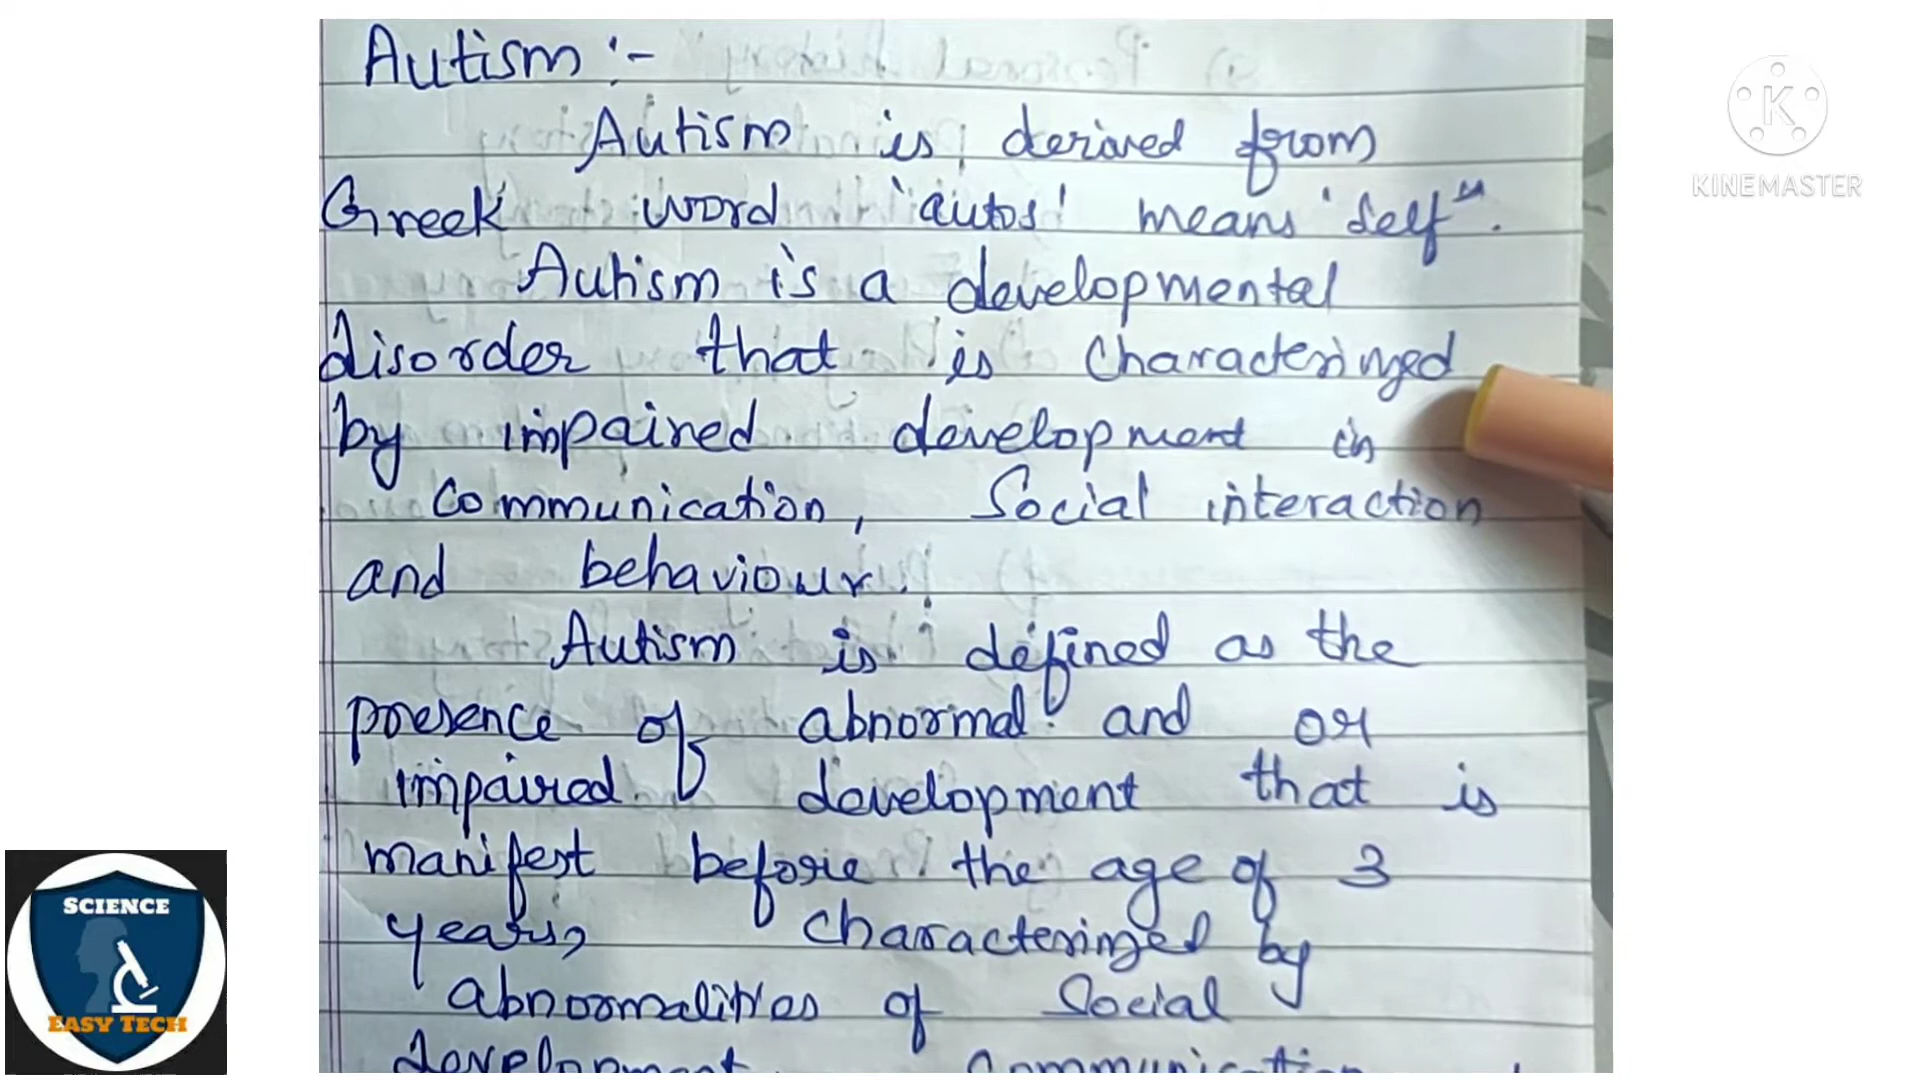 Autism :-
Autism is derived from
Greek word 'autos' means 'self".
Autism is a developmental
disorder that is characterized
by impaired development in
communication, Social interaction
and behaviour.
Autism is defined as the
presence of abnormal and or
impaired development that is
manifest before the age of 3
years, characterized by
abnormalities of Social
development communication
KINEMASTER
SCIENCE
EASY TECH